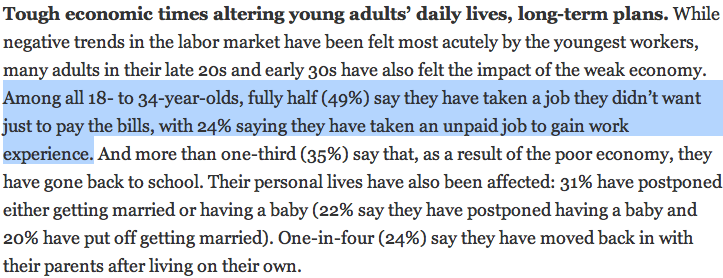 Tough economic times altering young adults’ daily lives, long-term plans. While
negative trends in the labor market have been felt most acutely by the youngest workers,
many adults in their late 20s and early 30s have also felt the impact of the weak economy.
Among all 18- to 34-year-olds, fully half (49%) say they have taken a job they didn’t want
just to pay the bills, with 24% saying they have taken an unpaid job to gain work
experience. And more than one-third (35%) say that, as a result of the poor economy, they
have gone back to school. Their personal lives have also been affected: 31% have postponed
either getting married or having a baby (22% say they have postponed having a baby and
20% have put off getting married). One-in-four (24%) say they have moved back in with
their parents after living on their own.